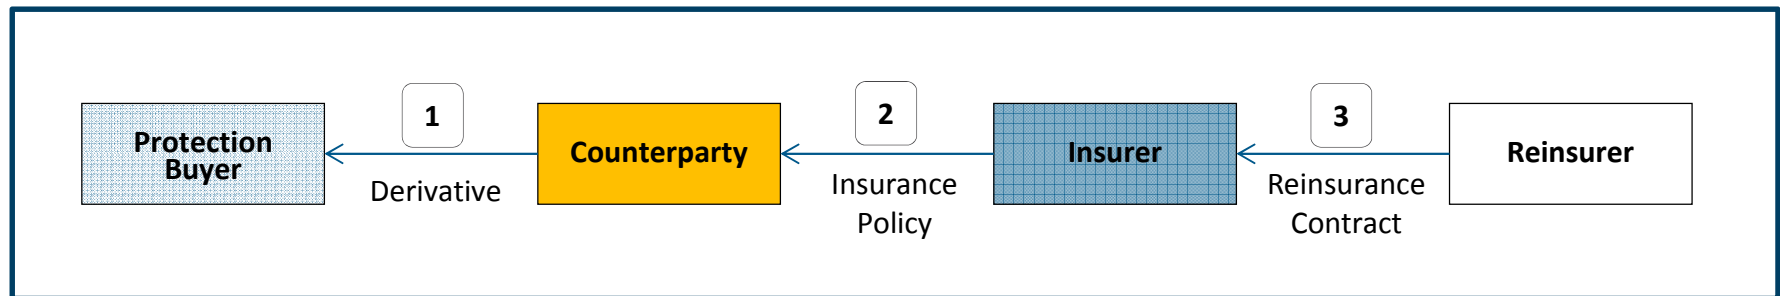 1
2
3
Protection
Buyer
Counterparty
Insurer
Reinsurer
Derivative
Insurance
Policy
Reinsurance
Contract